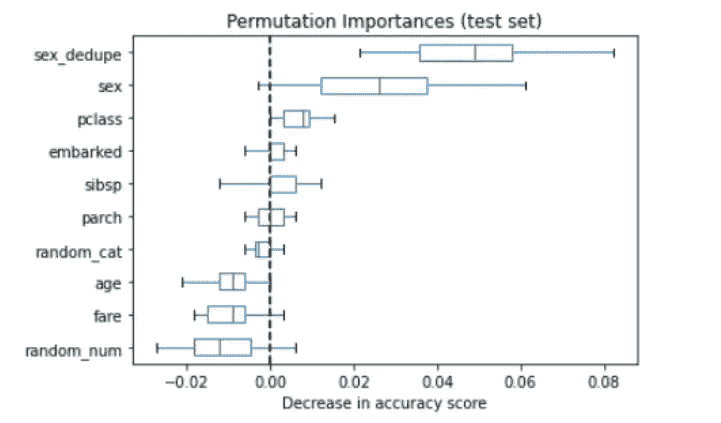 Permutation Importances (test set)
sex_dedupe
sex
pclass
embarked
sibsp
parch
random_cat
age
fare
random_num
−0.02 0.00 0.02 0.04 0.06 0.08
Decrease in accuracy score